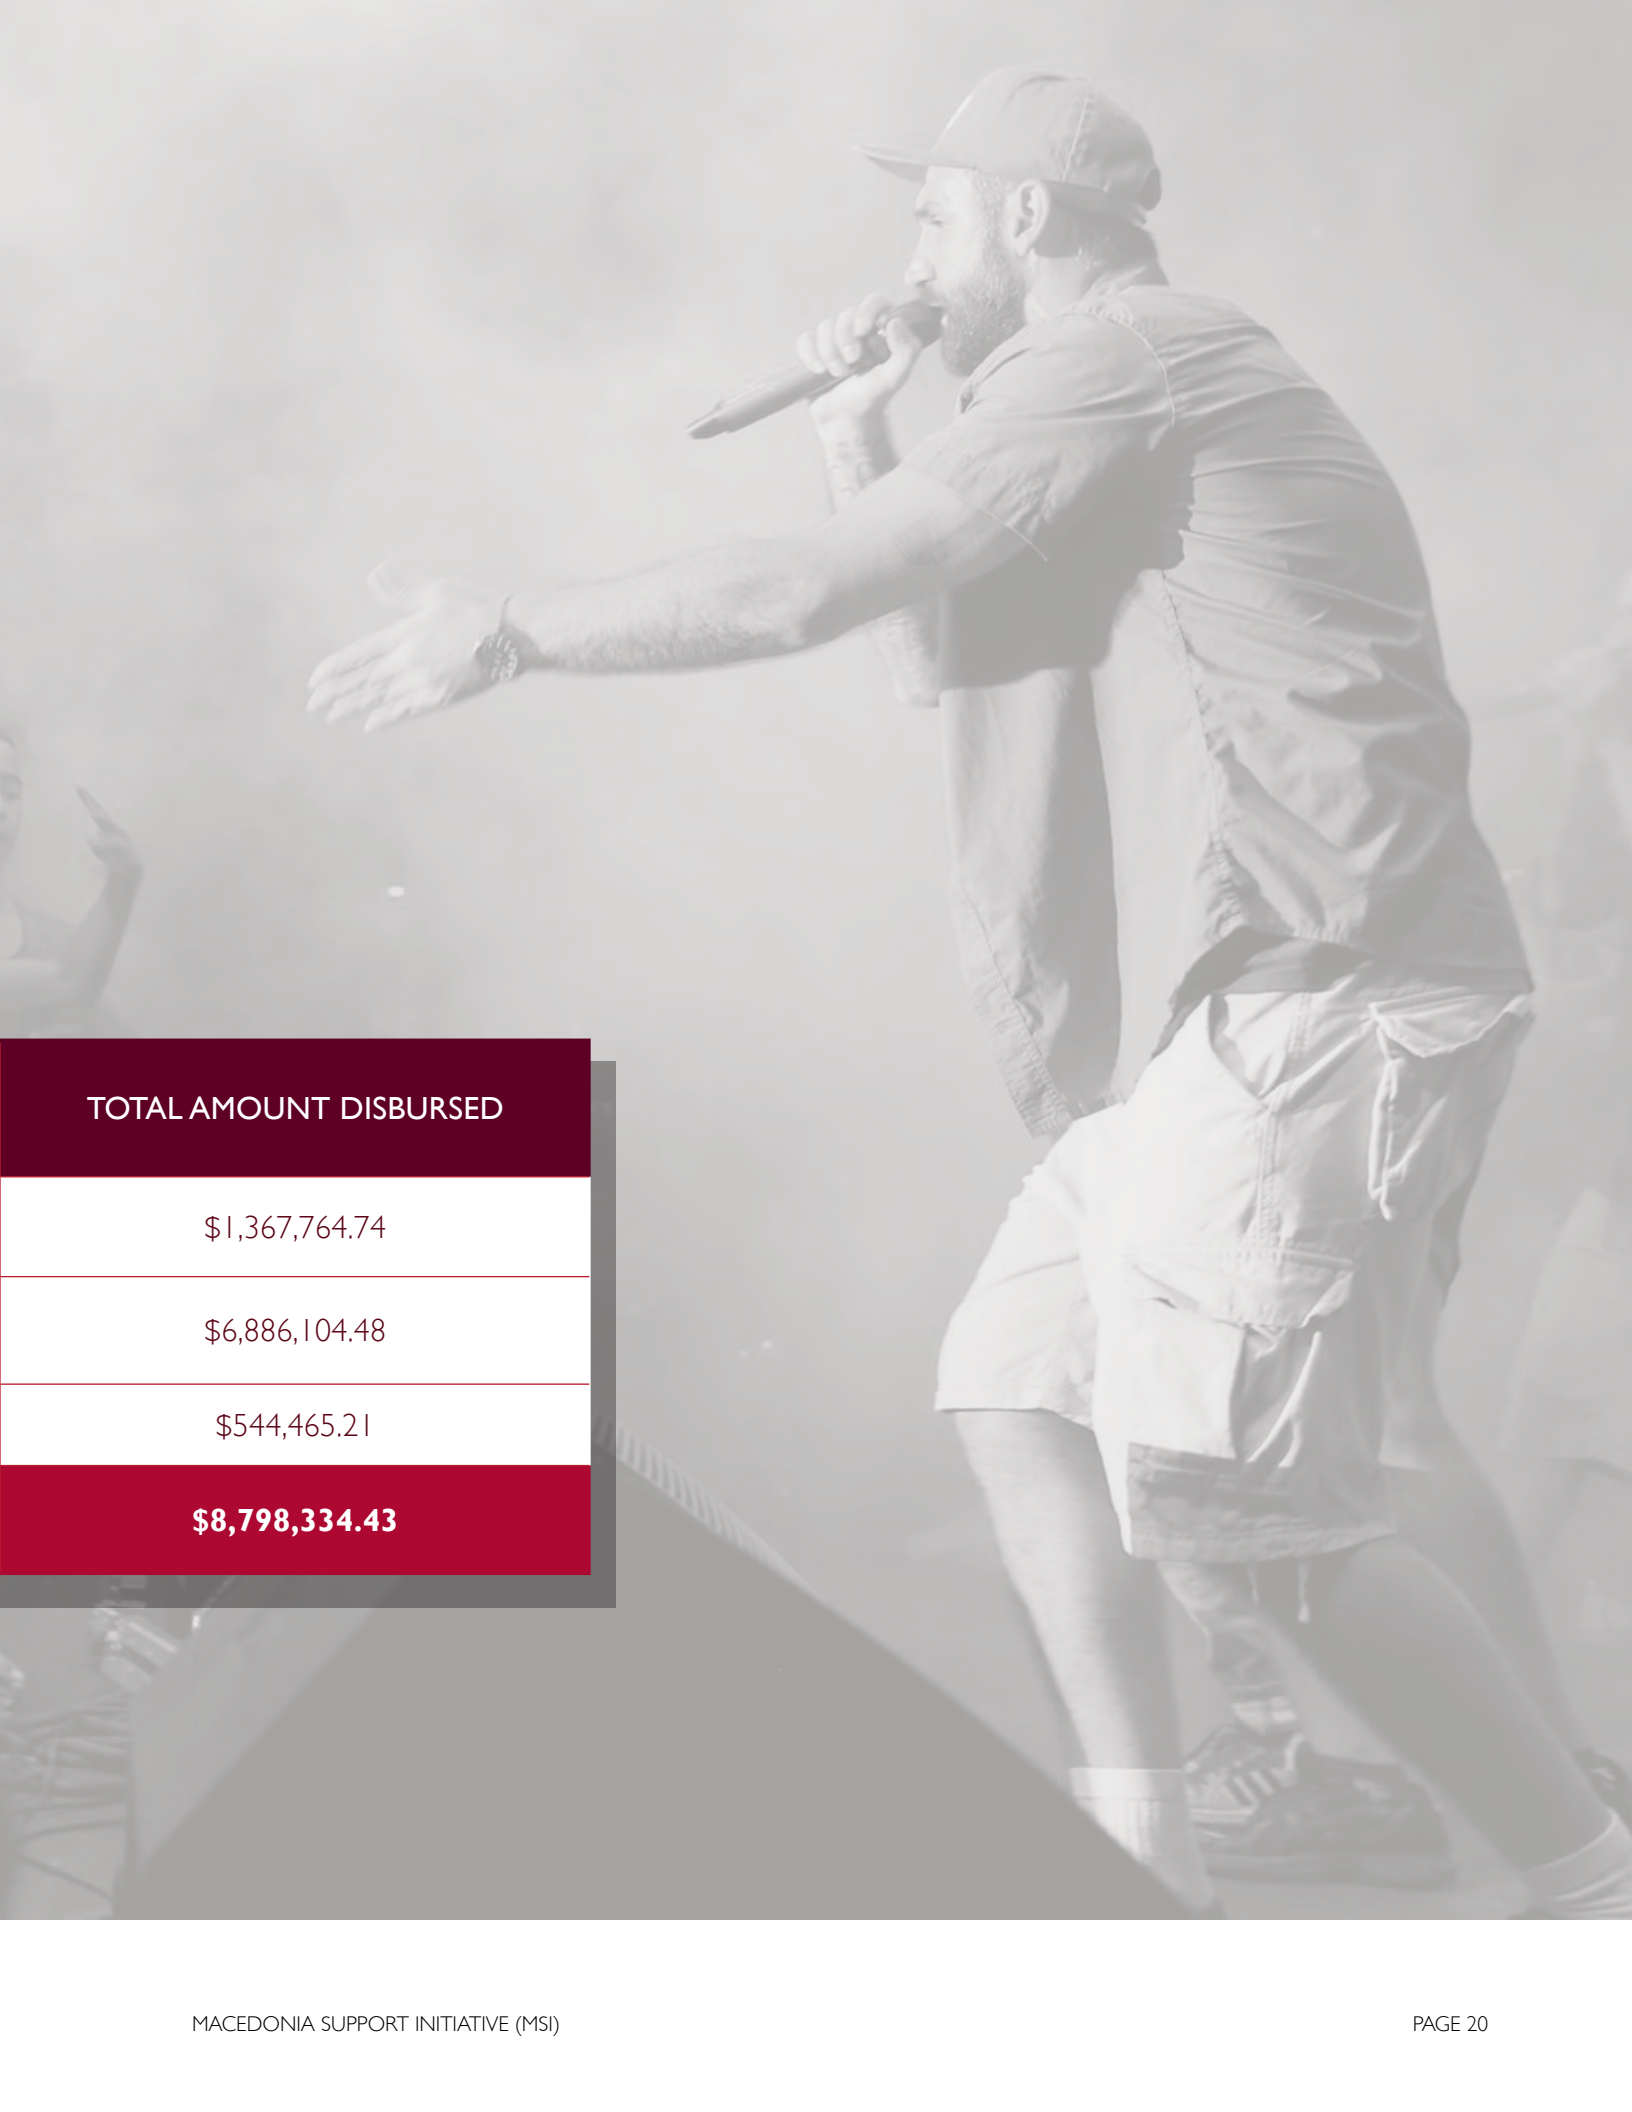 TOTAL AMOUNT DISBURSED
$1,367,764.74
$6,886,104.48
$544,465.21
$8,798,334.43
MACEDONIA SUPPORT INITIATIVE (MSI)
PAGE 20